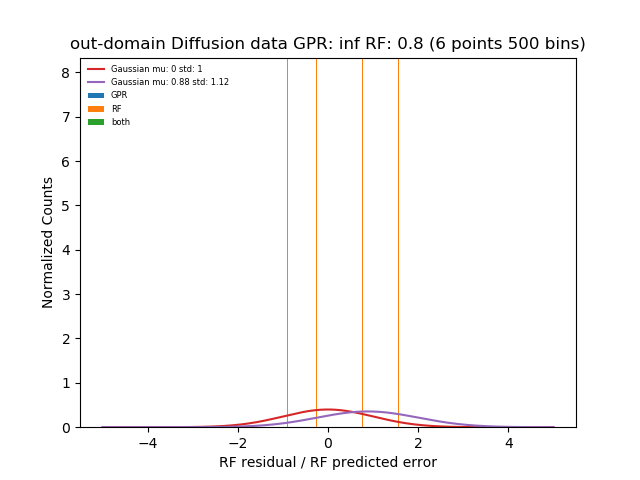 out-domain Diffusion data GPR: inf RF: 0.8 (6 points 500 bins)
Gaussian mu: 0 std: 1
Gaussian mu: 0.88 std: 1.12
GPR
RF
both
Normalized Counts
8
7
6
5
4
3
2
1
0
−4
−2
0
2
4
RF residual / RF predicted error